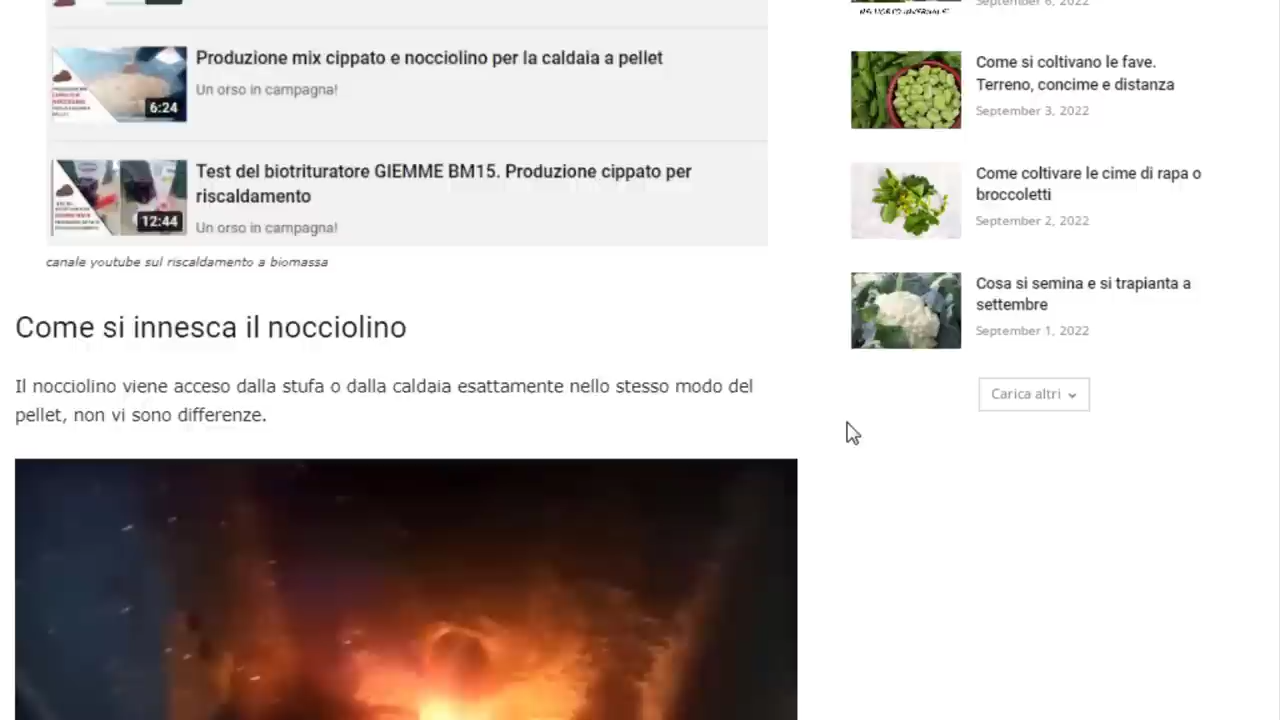 Produzione mix cippato e nocciolino per la caldaia a pellet
Un orso in campagna!
6:24
Test del biotrituratore GIEMME BM15. Produzione cippato per
riscaldamento
Un orso in campagna!
12:44
canale youtube sul riscaldamento a biomassa
Come si innesca il nocciolino
Il nocciolino viene acceso dalla stufa o dalla caldaia esattamente nello stesso modo del
pellet, non vi sono differenze.
September 6, 2022
Come si coltivano le fave.
Terreno, concime e distanza
September 3, 2022
Come coltivare le cime di rapa o
broccoletti
September 2, 2022
Cosa si semina e si trapianta a
settembre
September 1, 2022
Carica altri